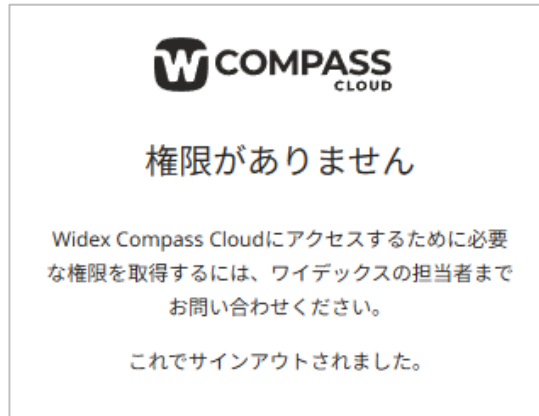 W COMPASS
CLOUD
権限がありません
Widex Compass Cloudにアクセスするために必要
な権限を取得するには、ワイデックスの担当者まで
お問い合わせください。
これでサインアウトされました。